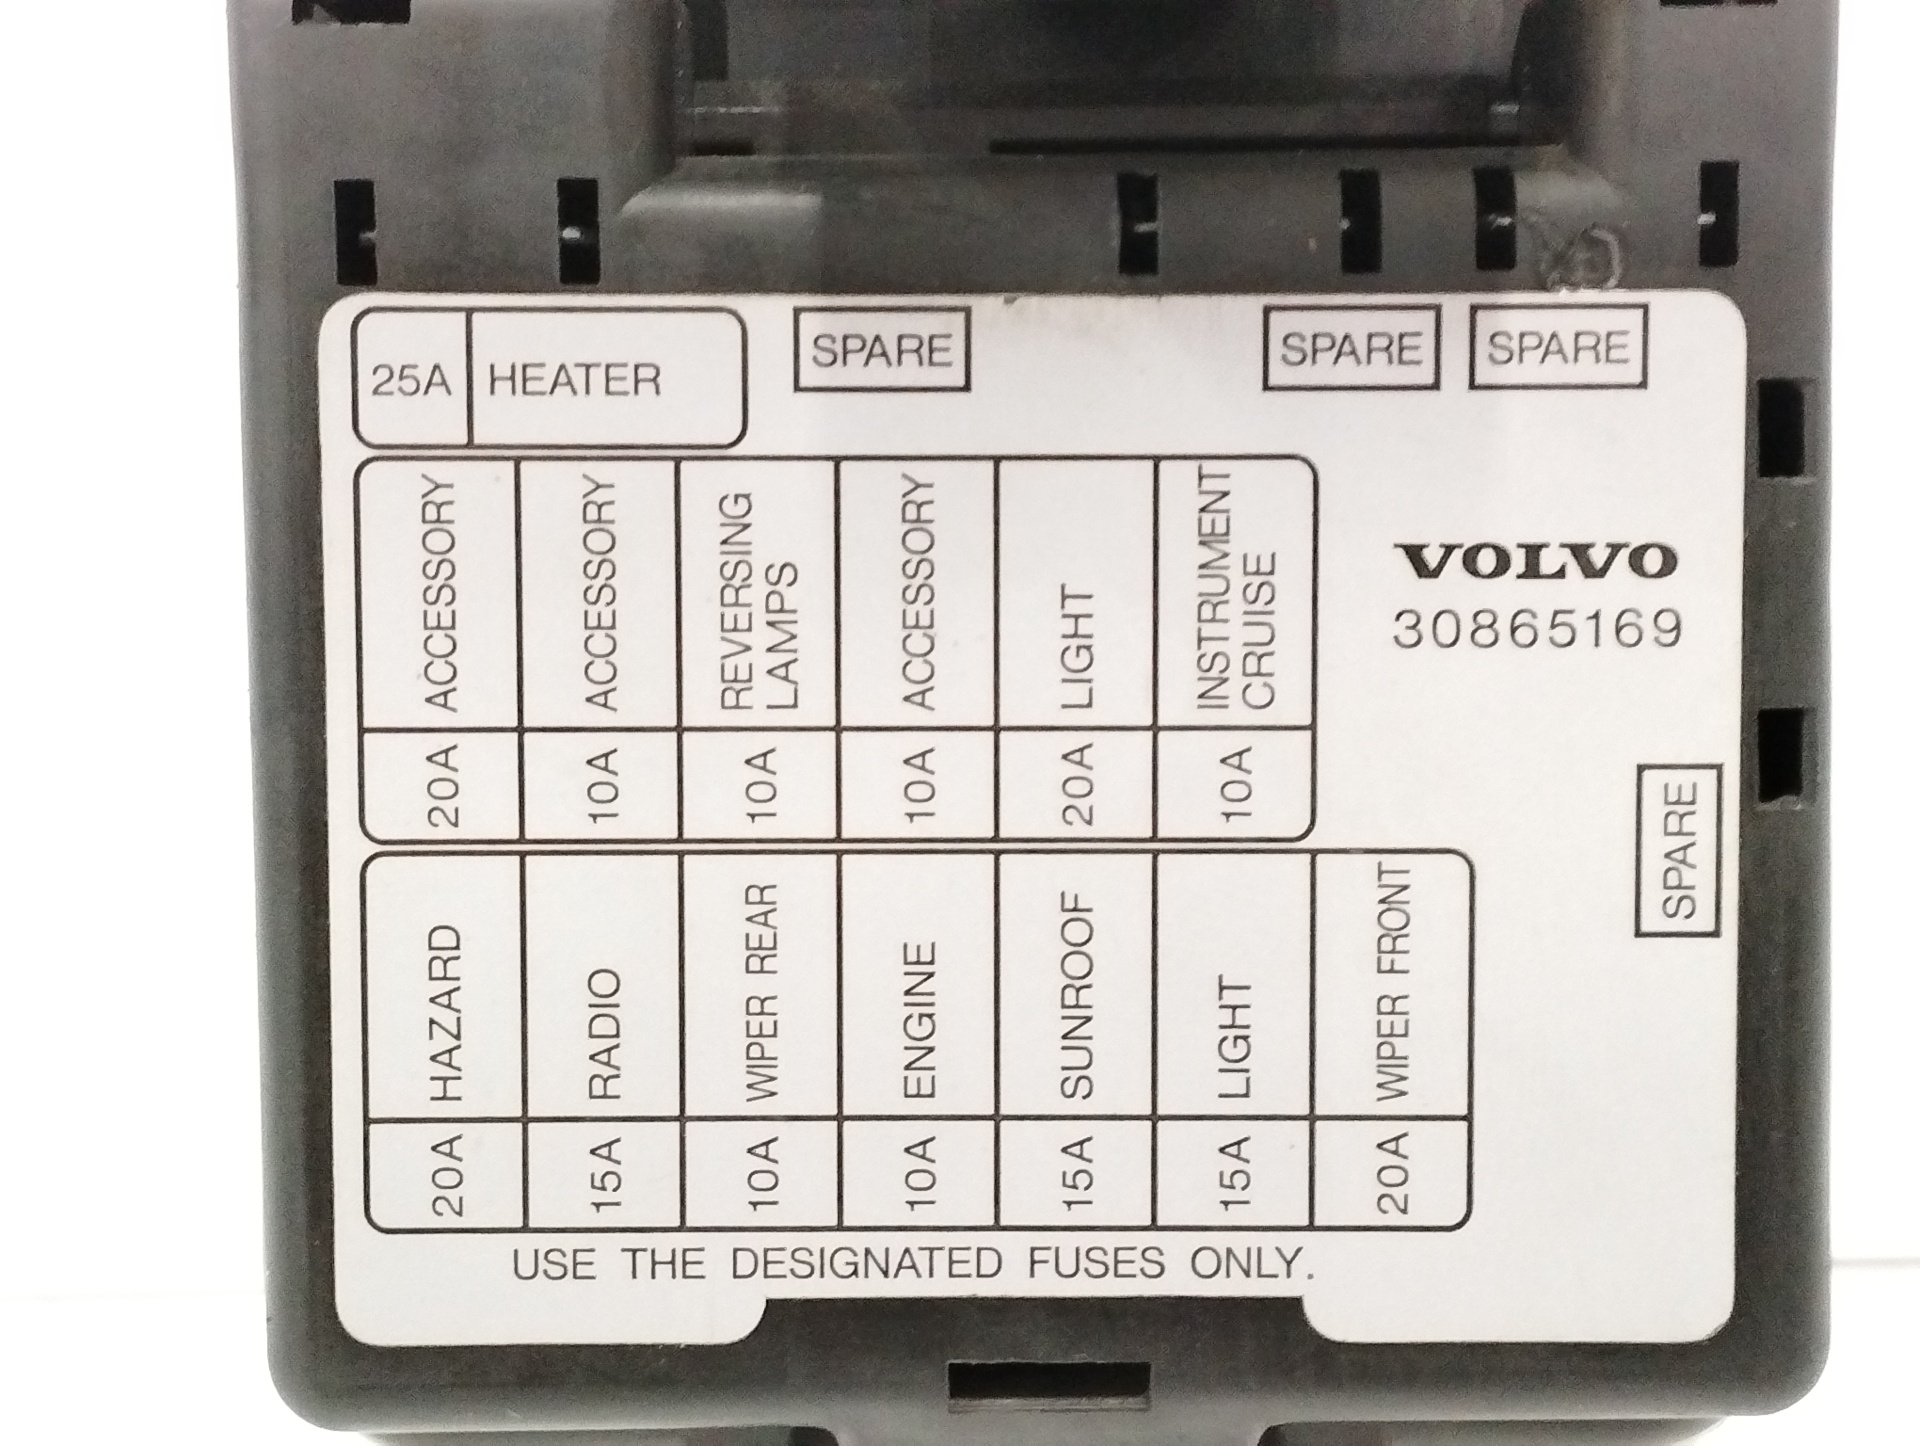 25A HEATER
SPARE
SPARE
SPARE
ACCESSORY
ACCESSORY
REVERSING
LAMPS
ACCESSORY
LIGHT
INSTRUMENT
CRUISE
20A
10A
10A
10A
20A
10A
VOLVO
30865169
SPARE
HAZARD
RADIO
WIPER REAR
ENGINE
SUNROOF
LIGHT
WIPER FRONT
20A
15A
10A
10A
15A
15A
20A
USE THE DESIGNATED FUSES ONLY.